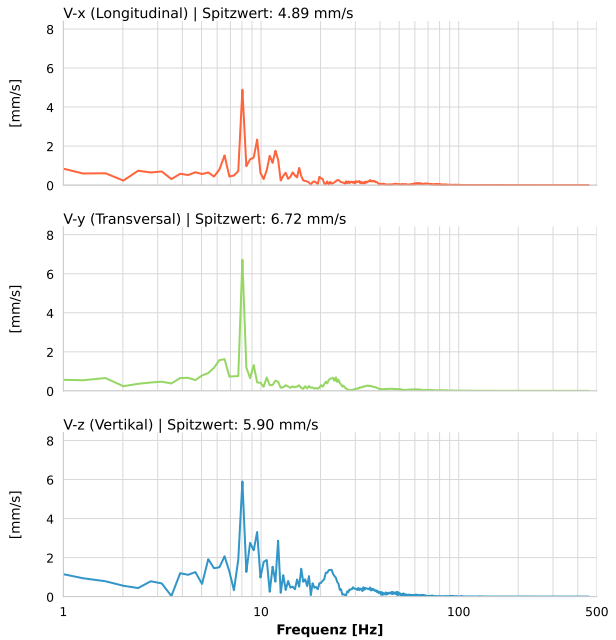 V-x (Longitudinal) | Spitzwert: 4.89 mm/s
8
6
4
2
0
[mm/s]
V-y (Transversal) | Spitzwert: 6.72 mm/s
8
6
4
2
0
[mm/s]
V-z (Vertikal) | Spitzwert: 5.90 mm/s
8
6
4
2
0
[mm/s]
1 10 100 500
Frequenz [Hz]